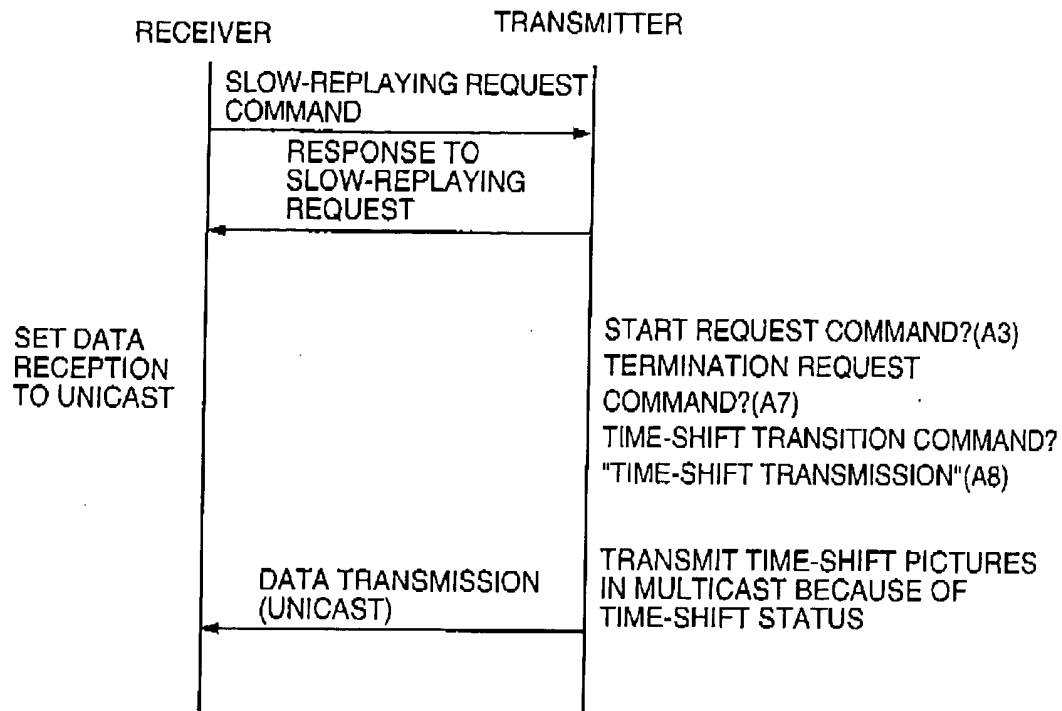 RECEIVER
TRANSMITTER
SLOW-REPLAYING REQUEST
COMMAND
RESPONSE TO
SLOW-REPLAYING
REQUEST
SET DATA
RECEPTION
TO UNICAST
START REQUEST COMMAND?(A3)
TERMINATION REQUEST
COMMAND?(A7)
TIME-SHIFT TRANSITION COMMAND?
"TIME-SHIFT TRANSMISSION"(A8)
DATA TRANSMISSION
(UNICAST)
TRANSMIT TIME-SHIFT PICTURES
IN MULTICAST BECAUSE OF
TIME-SHIFT STATUS